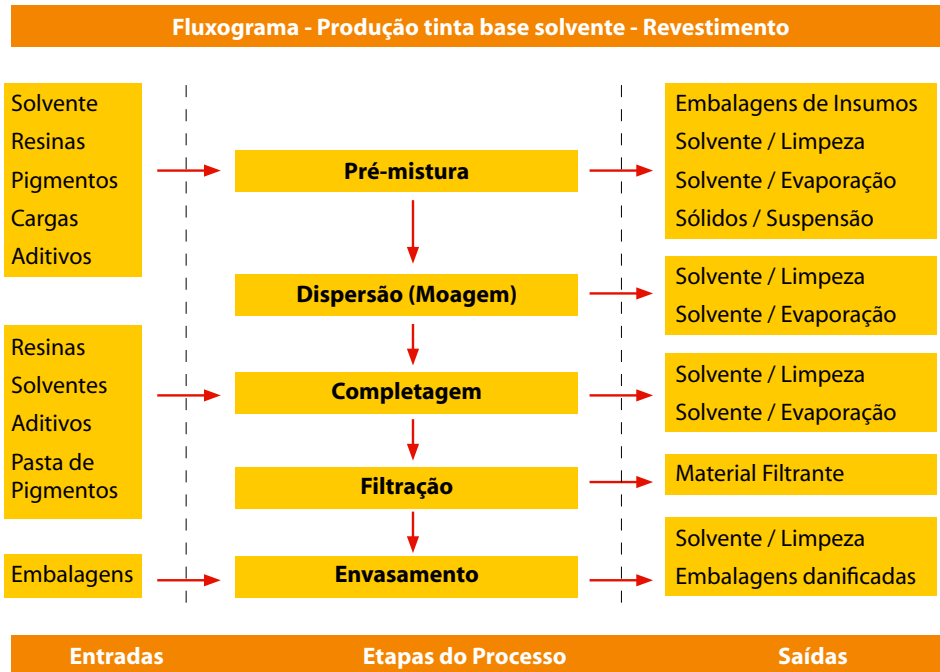 Fluxograma - Produção tinta base solvente - Revestimento
Solvente
Resinas
Pigmentos
Cargas
Aditivos
Pré-mistura
Embalagens de Insumos
Solvente / Limpeza
Solvente / Evaporação
Sólidos / Suspensão
Dispersão (Moagem)
Solvente / Limpeza
Solvente / Evaporação
Resinas
Solventes
Aditivos
Pasta de
Pigmentos
Completagem
Solvente / Limpeza
Solvente / Evaporação
Filtração
Material Filtrante
Embalagens
Envasamento
Solvente / Limpeza
Embalagens danificadas
Entradas
Etapas do Processo
Saídas